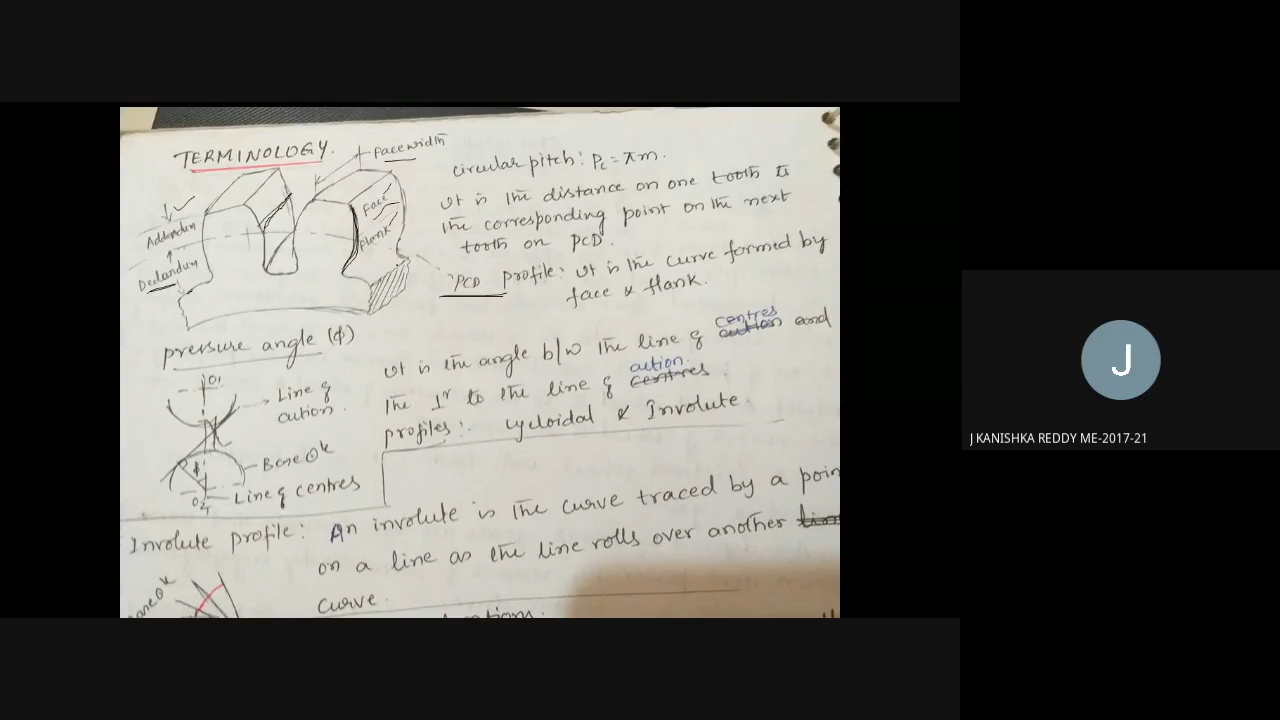 TERMINOLOGY.
Facewidth
Addendum
Dedendum
Face
Flank
PCD
circular pitch: Pc = πm.
It is the distance on one tooth to
the corresponding point on the next
tooth on PCD.
profile: It is the curve formed by
face & flank.
pressure angle (ϕ)
O1
Line of
action.
ϕ
Base ⊙k
O2
Line of centres
It is the angle b/w the line of centres and
the ⊥r to the line of action.
profiles:. cycloidal & Involute.
Involute profile: An involute is the curve traced by a poin
on a line as the line rolls over another
curve.
Base ⊙k
J
J KANISHKA REDDY ME-2017-21